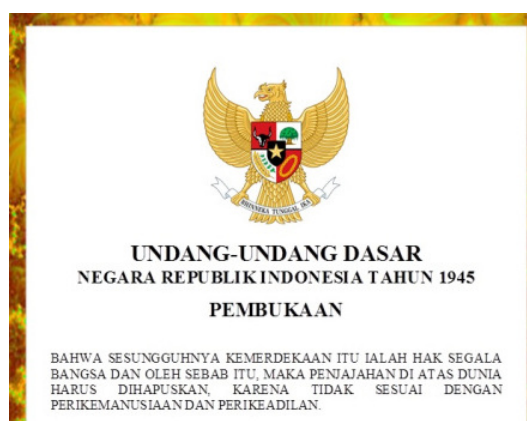 BHINNEKA TUNGGAL IKA
UNDANG-UNDANG DASAR
NEGARA REPUBLIK INDONESIA TAHUN 1945
PEMBUKAAN
BAHWA SESUNGGUHNYA KEMERDEKAAN ITU IALAH HAK SEGALA
BANGSA DAN OLEH SEBAB ITU, MAKA PENJAJAHAN DI ATAS DUNIA
HARUS DIHAPUSKAN, KARENA TIDAK SESUAI DENGAN
PERIKEMANUSIAAN DAN PERIKEADILAN.